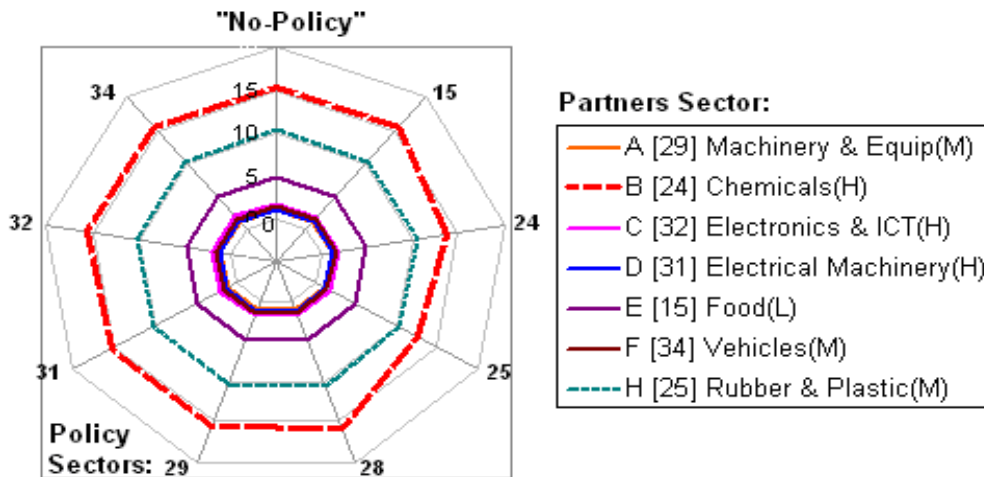 "No-Policy"
34
15
15
10
5
0
32
24
31
25
29
28
Policy
Sectors:
Partners Sector:
A [29] Machinery & Equip(M)
B [24] Chemicals(H)
C [32] Electronics & ICT(H)
D [31] Electrical Machinery(H)
E [15] Food(L)
F [34] Vehicles(M)
H [25] Rubber & Plastic(M)